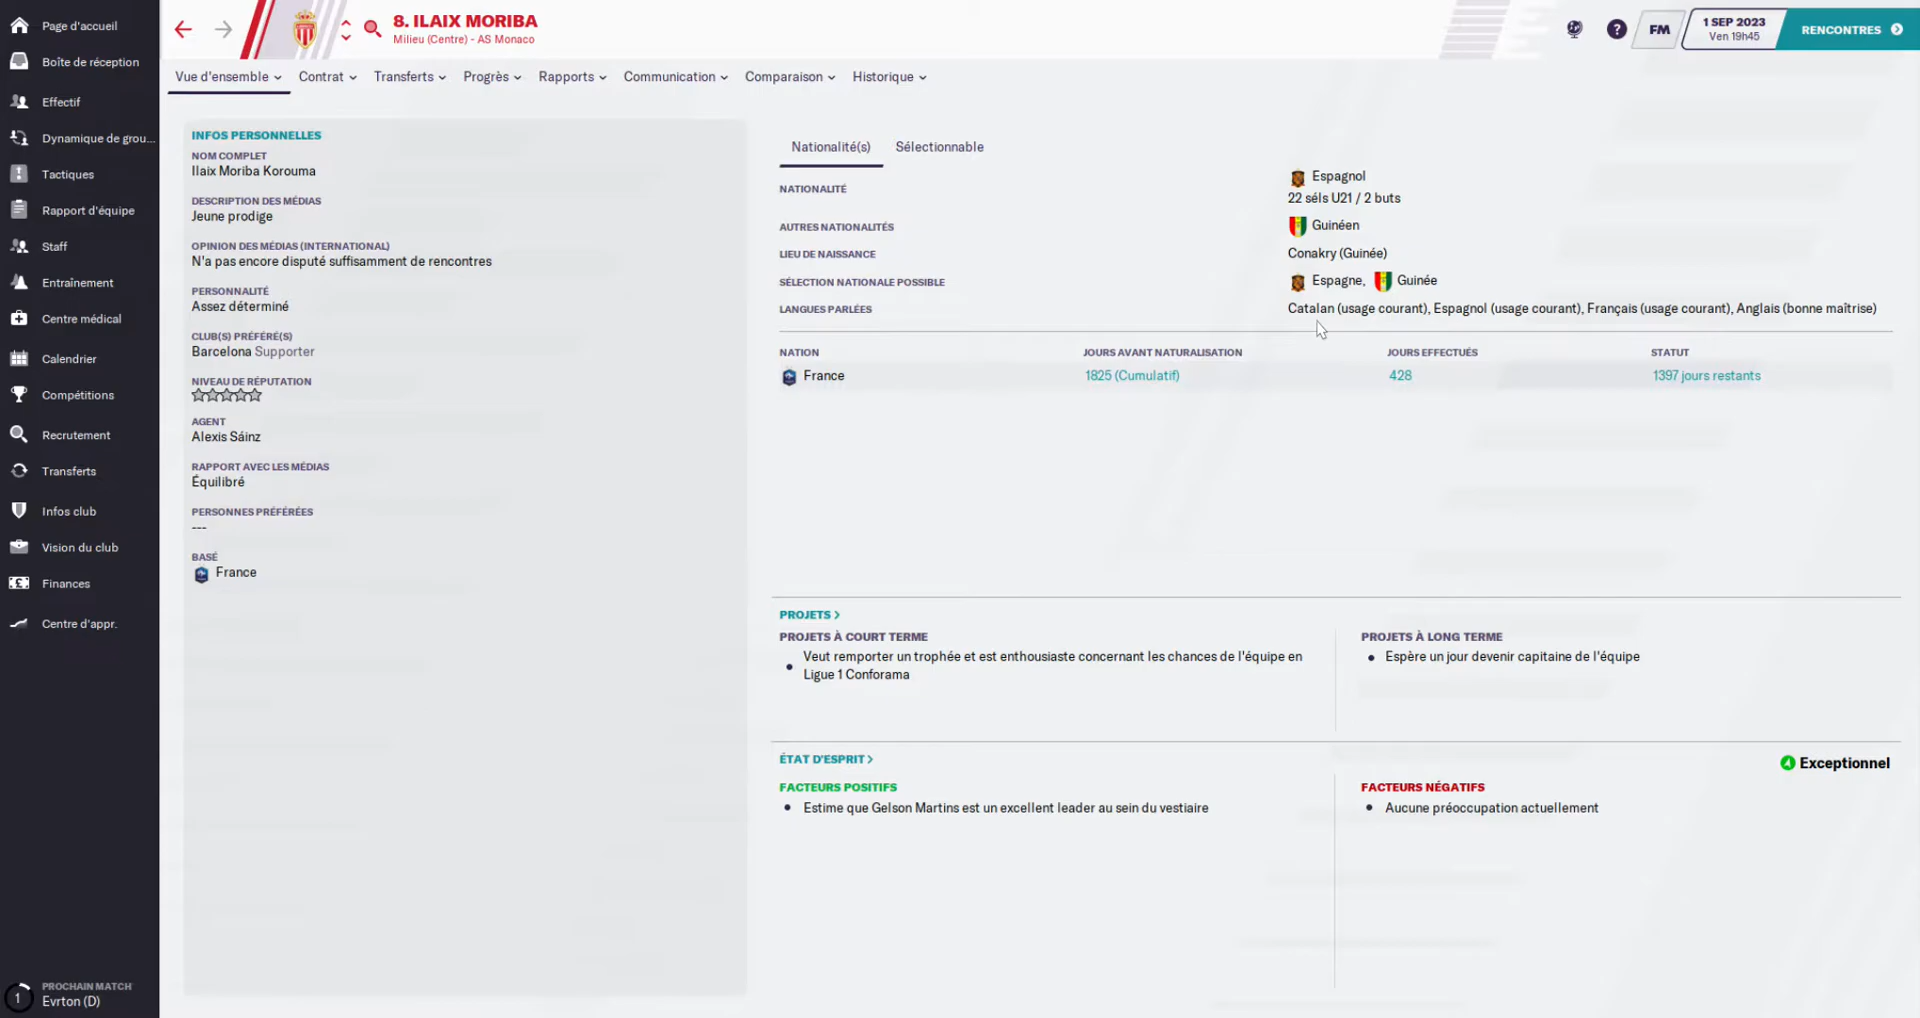 Page d'accueil
Boîte de réception
Effectif
Dynamique de grou...
Tactiques
Rapport d'équipe
Staff
Entraînement
Centre médical
Calendrier
Compétitions
Recrutement
Transferts
Infos club
Vision du club
Finances
Centre d'appr.
1
PROCHAIN MATCH
Evrton (D)
8. ILAIX MORIBA
Milieu (Centre) - AS Monaco
?
FM
1 SEP 2023
Ven 19h45
RENCONTRES
Vue d'ensemble
Contrat
Transferts
Progrès
Rapports
Communication
Comparaison
Historique
INFOS PERSONNELLES
NOM COMPLET
Ilaix Moriba Korouma
DESCRIPTION DES MÉDIAS
Jeune prodige
OPINION DES MÉDIAS (INTERNATIONAL)
N'a pas encore disputé suffisamment de rencontres
PERSONNALITÉ
Assez déterminé
CLUB(S) PRÉFÉRÉ(S)
Barcelona Supporter
NIVEAU DE RÉPUTATION
AGENT
Alexis Sáinz
RAPPORT AVEC LES MÉDIAS
Équilibré
PERSONNES PRÉFÉRÉES
---
BASÉ
France
Nationalité(s)
Sélectionnable
NATIONALITÉ
Espagnol
22 séls U21 / 2 buts
AUTRES NATIONALITÉS
Guinéen
LIEU DE NAISSANCE
Conakry (Guinée)
SÉLECTION NATIONALE POSSIBLE
Espagne, Guinée
LANGUES PARLÉES
Catalan (usage courant), Espagnol (usage courant), Français (usage courant), Anglais (bonne maîtrise)
NATION JOURS AVANT NATURALISATION JOURS EFFECTUÉS STATUT
France 1825 (Cumulatif) 428 1397 jours restants
PROJETS >
PROJETS À COURT TERME
• Veut remporter un trophée et est enthousiaste concernant les chances de l'équipe en
Ligue 1 Conforama
PROJETS À LONG TERME
• Espère un jour devenir capitaine de l'équipe
ÉTAT D'ESPRIT >
Exceptionnel
FACTEURS POSITIFS
• Estime que Gelson Martins est un excellent leader au sein du vestiaire
FACTEURS NÉGATIFS
• Aucune préoccupation actuellement